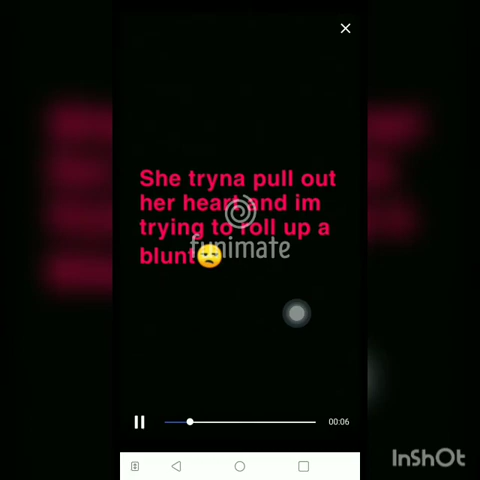 She tryna pull out
her heart and im
trying to roll up a
blunt😩
funimate
00:06
InShOt